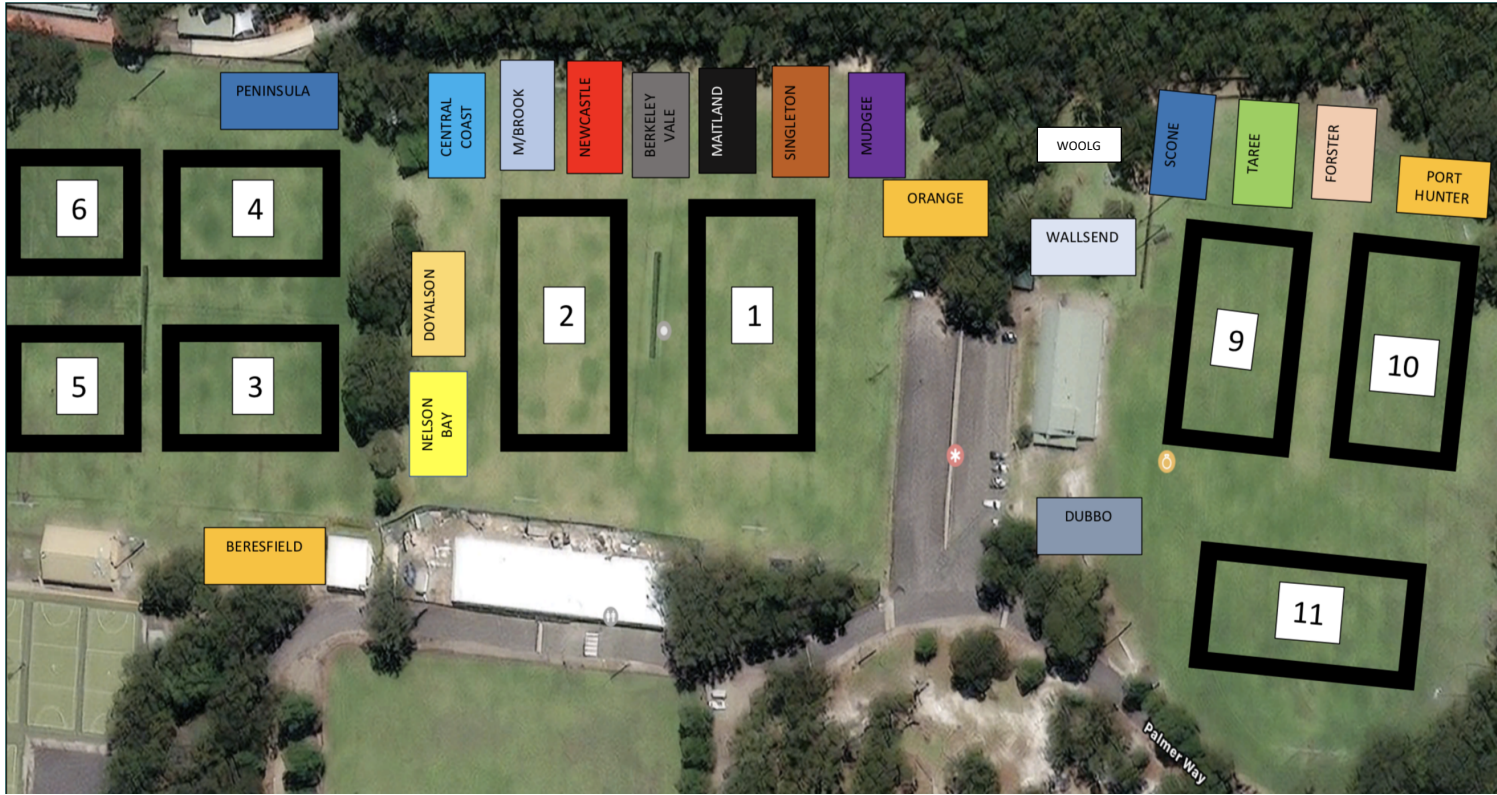 PENINSULA
CENTRAL
COAST
M/BROOK
NEWCASTLE
BERKELEY
VALE
MAITLAND
SINGLETON
MUDGEE
WOOLG
SCONE
TAREE
FORSTER
PORT
HUNTER
ORANGE
WALLSEND
6
4
DOYALSON
2
1
9
10
5
3
NELSON
BAY
DUBBO
BERESFIELD
11
Palmer Way